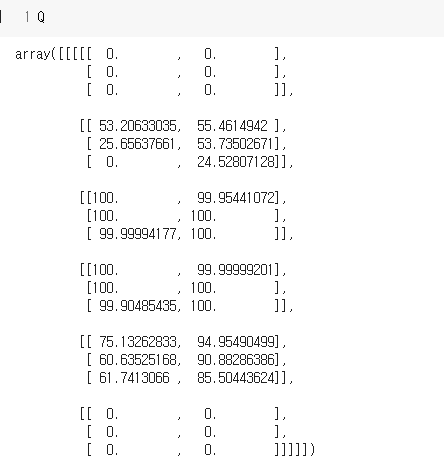 1 Q
array([[[[[  0.        ,   0.        ],
[  0.        ,   0.        ],
[  0.        ,   0.        ]],
[[ 53.20633035,  55.4614942 ],
[ 25.65637661,  53.73502671],
[  0.        ,  24.52807128]],
[[100.        ,  99.95441072],
[100.        , 100.        ],
[ 99.99994177, 100.        ]],
[[100.        ,  99.99999201],
[100.        , 100.        ],
[ 99.90485435, 100.        ]],
[[ 75.13262833,  94.95490499],
[ 60.63525168,  90.88286386],
[ 61.7413066 ,  85.50443624]],
[[  0.        ,   0.        ],
[  0.        ,   0.        ],
[  0.        ,   0.        ]]]]])